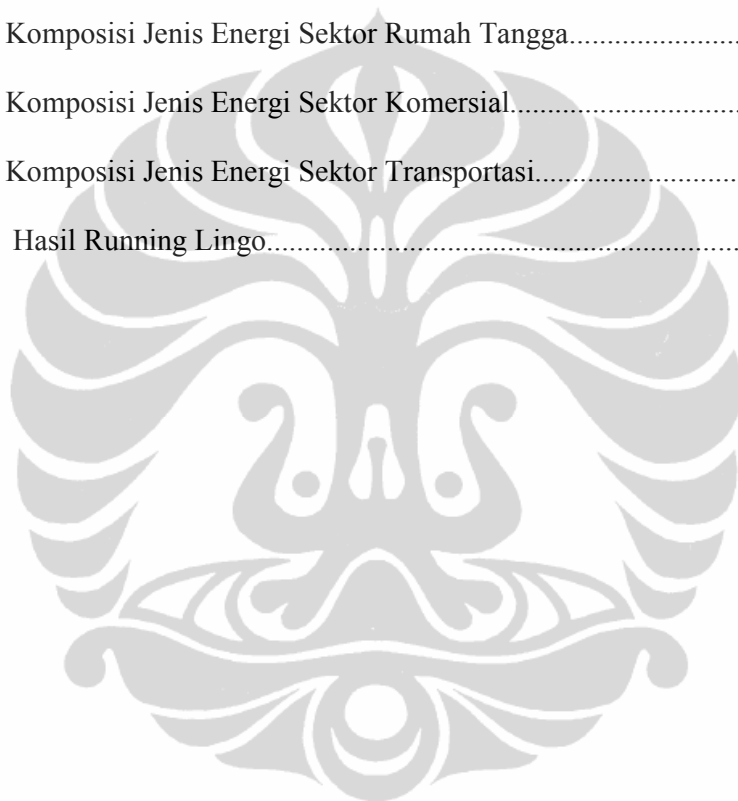 Komposisi Jenis Energi Sektor Rumah Tangga......................
Komposisi Jenis Energi Sektor Komersial..............................
Komposisi Jenis Energi Sektor Transportasi..........................
Hasil Running Lingo.............................................................